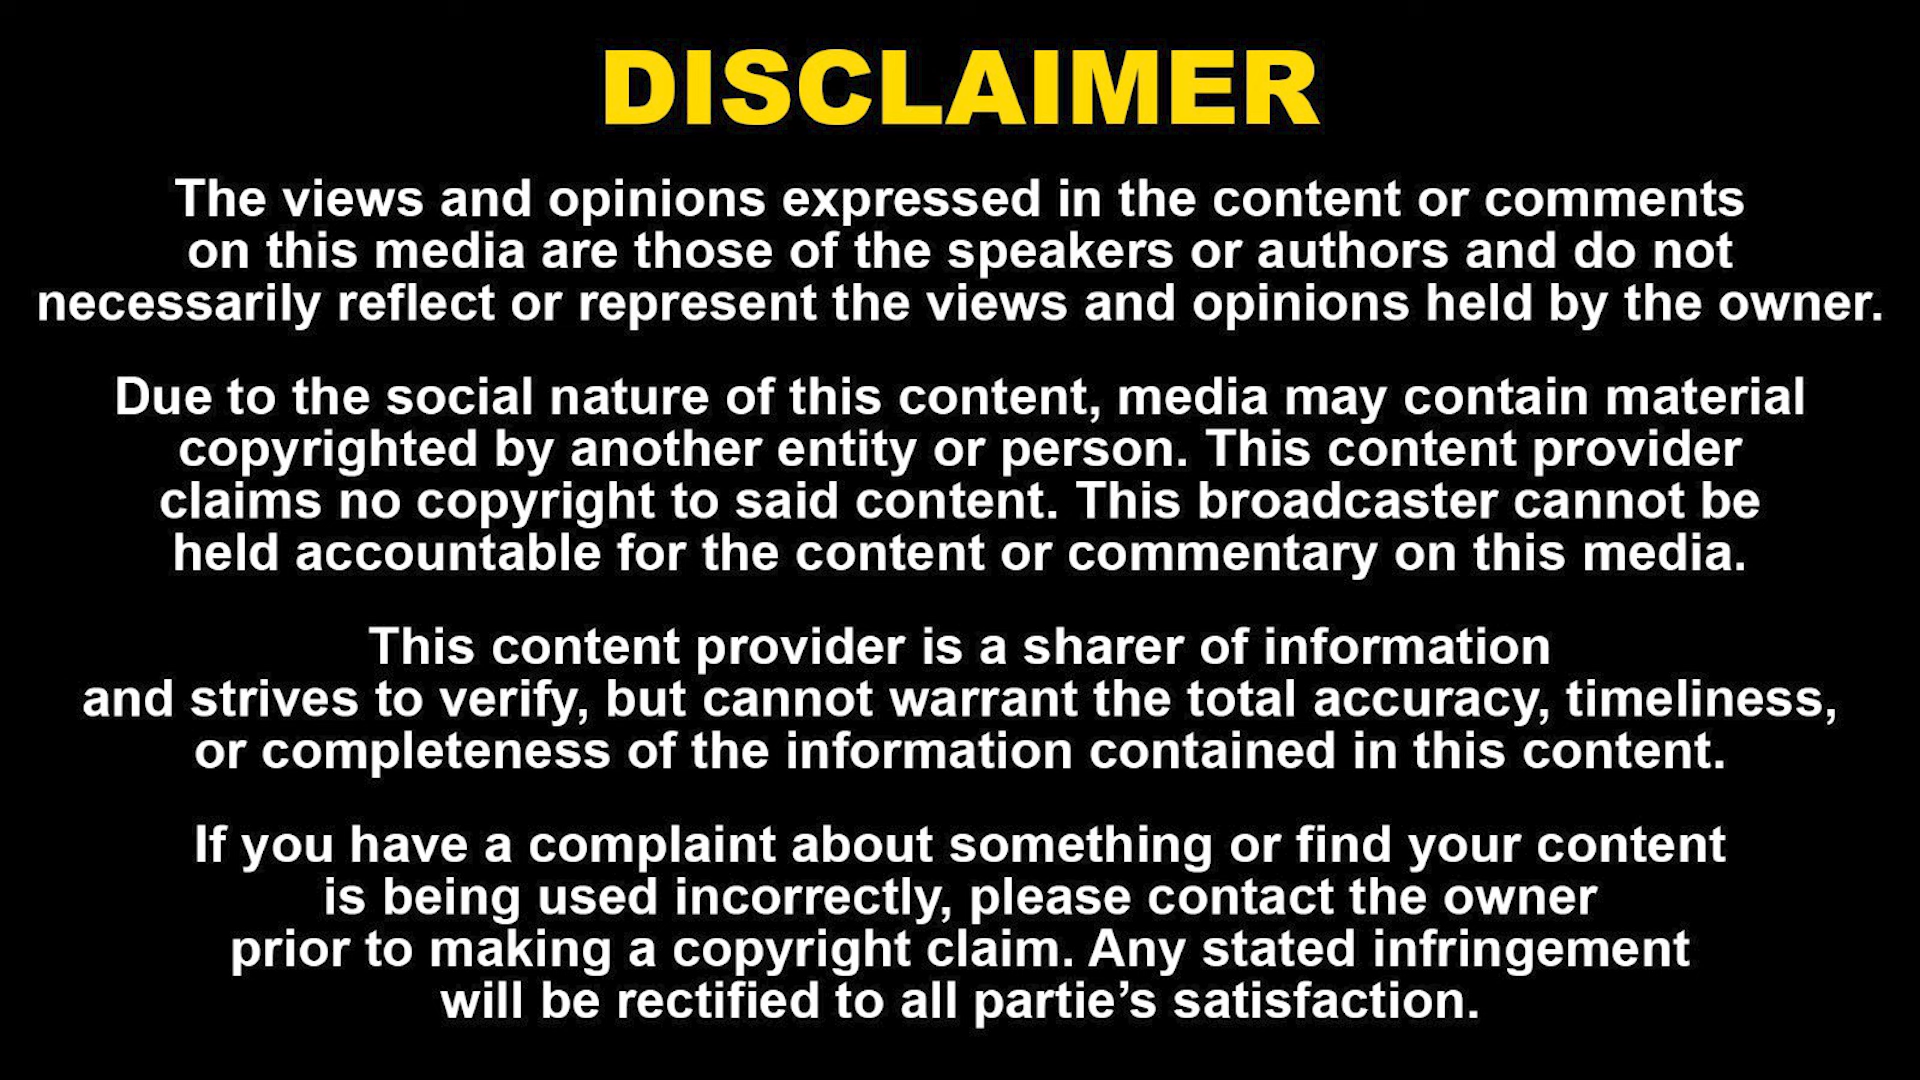 DISCLAIMER
The views and opinions expressed in the content or comments
on this media are those of the speakers or authors and do not
necessarily reflect or represent the views and opinions held by the owner.
Due to the social nature of this content, media may contain material
copyrighted by another entity or person. This content provider
claims no copyright to said content. This broadcaster cannot be
held accountable for the content or commentary on this media.
This content provider is a sharer of information
and strives to verify, but cannot warrant the total accuracy, timeliness,
or completeness of the information contained in this content.
If you have a complaint about something or find your content
is being used incorrectly, please contact the owner
prior to making a copyright claim. Any stated infringement
will be rectified to all partie’s satisfaction.